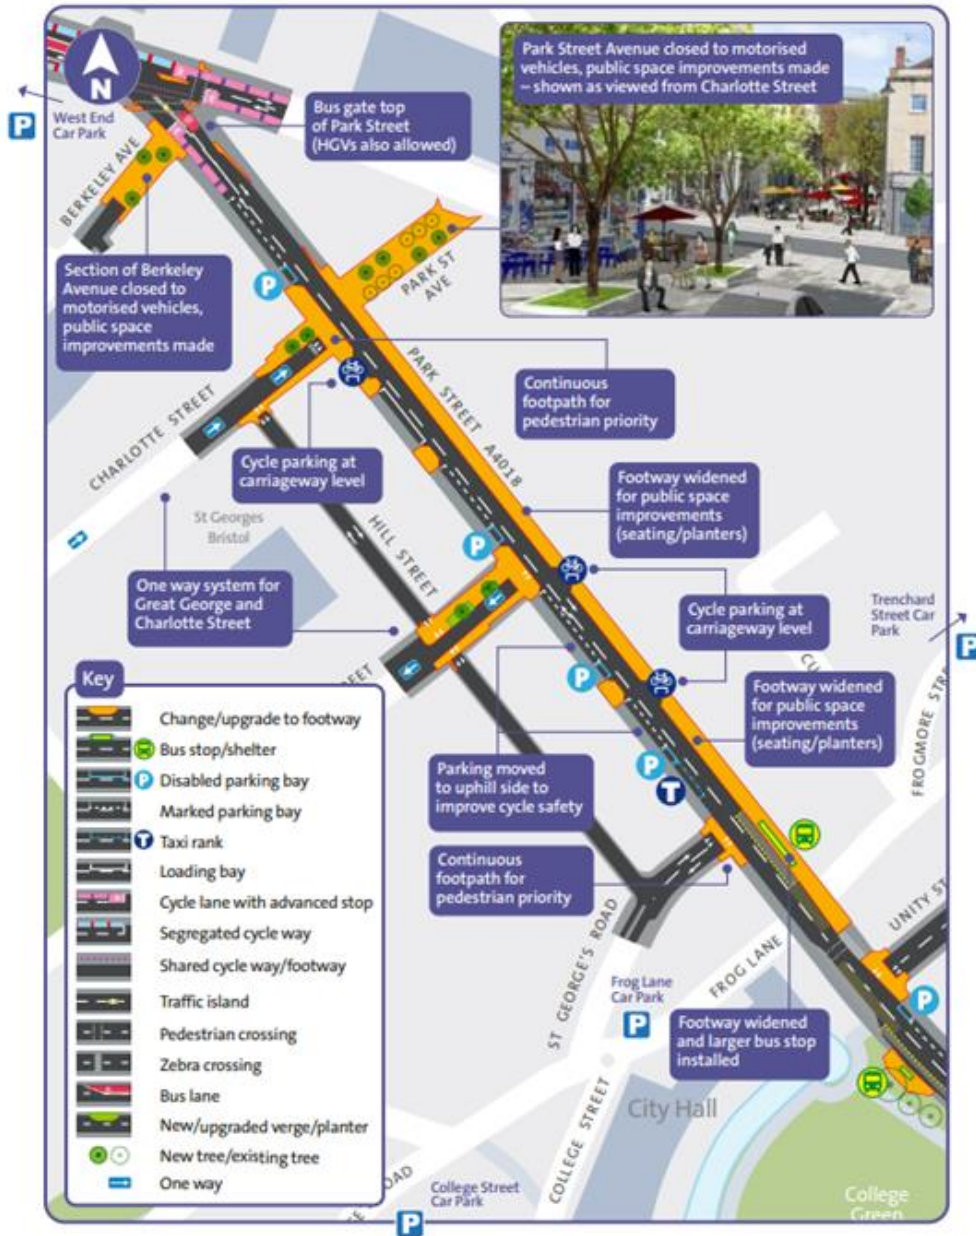 Park Street Avenue closed to motorised
vehicles, public space improvements made
– shown as viewed from Charlotte Street
N
P
West End
Car Park
Bus gate top
of Park Street
(HGVs also allowed)
BERKELEY AVE
Section of Berkeley
Avenue closed to
motorised vehicles,
public space
improvements made
P
PARK ST
AVE
PARK STREET A4018
Continuous
footpath for
pedestrian priority
CHARLOTTE STREET
Cycle parking at
carriageway level
St Georges
Bristol
HILL STREET
Footway widened
for public space
improvements
(seating/planters)
P
One way system for
Great George and
Charlotte Street
Cycle parking at
carriageway level
Trenchard
Street Car
Park
P
REET
P
Footway widened
for public space
improvements
(seating/planters)
CU
FROGMORE STR
Parking moved
to uphill side to
improve cycle safety
P
T
Continuous
footpath for
pedestrian priority
UNITY ST
ST GEORGE'S ROAD
FROG LANE
Frog Lane
Car Park
P
P
Footway widened
and larger bus stop
installed
City Hall
COLLEGE STREET
College
Green
GE
ROAD
College Street
Car Park
P
Key
Change/upgrade to footway
Bus stop/shelter
P Disabled parking bay
Marked parking bay
T Taxi rank
Loading bay
Cycle lane with advanced stop
Segregated cycle way
Shared cycle way/footway
Traffic island
Pedestrian crossing
Zebra crossing
Bus lane
New/upgraded verge/planter
New tree/existing tree
One way